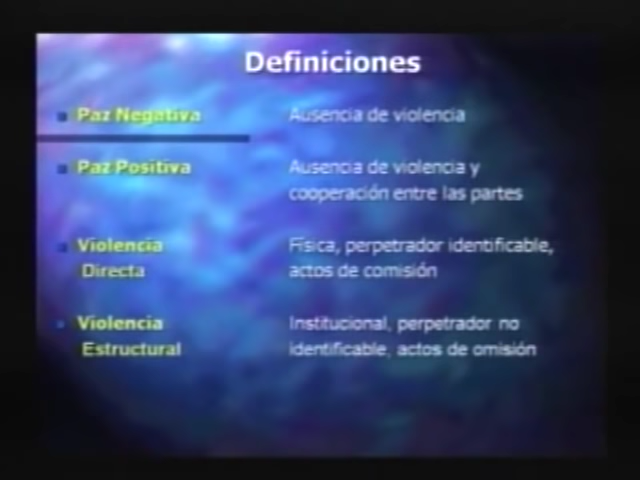 Definiciones
Paz Negativa Ausencia de violencia
Paz Positiva Ausencia de violencia y
cooperación entre las partes
Violencia Física, perpetrador identificable,
Directa actos de comisión
Violencia Institucional, perpetrador no
Estructural identificable, actos de omisión